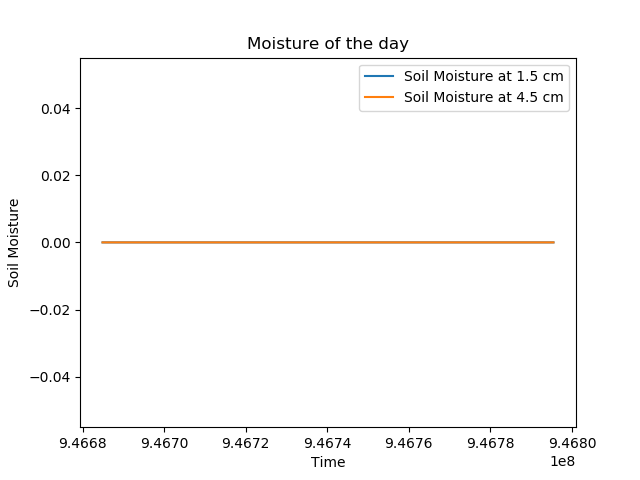 Moisture of the day
Soil Moisture at 1.5 cm
Soil Moisture at 4.5 cm
0.04
0.02
0.00
−0.02
−0.04
Soil Moisture
9.4668 9.4670 9.4672 9.4674 9.4676 9.4678 9.4680
1e8
Time